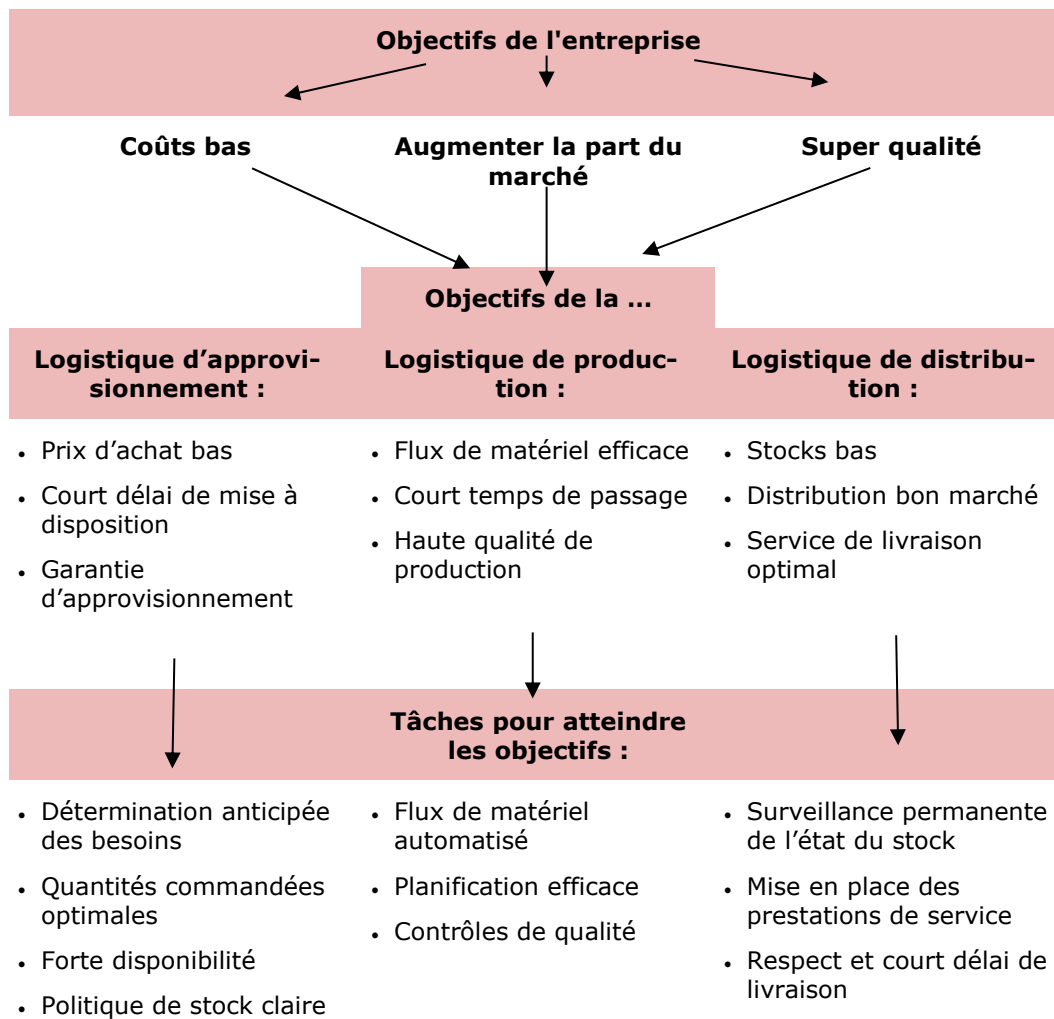 Objectifs de l'entreprise
Coûts bas
Augmenter la part du
marché
Super qualité
Objectifs de la ...
Logistique d’approvi-
sionnement :
Logistique de produc-
tion :
Logistique de distribu-
tion :
• Prix d’achat bas
• Court délai de mise à
disposition
• Garantie
d’approvisionnement
• Flux de matériel efficace
• Court temps de passage
• Haute qualité de
production
• Stocks bas
• Distribution bon marché
• Service de livraison
optimal
Tâches pour atteindre
les objectifs :
• Détermination anticipée
des besoins
• Quantités commandées
optimales
• Forte disponibilité
• Politique de stock claire
• Flux de matériel
automatisé
• Planification efficace
• Contrôles de qualité
• Surveillance permanente
de l’état du stock
• Mise en place des
prestations de service
• Respect et court délai de
livraison